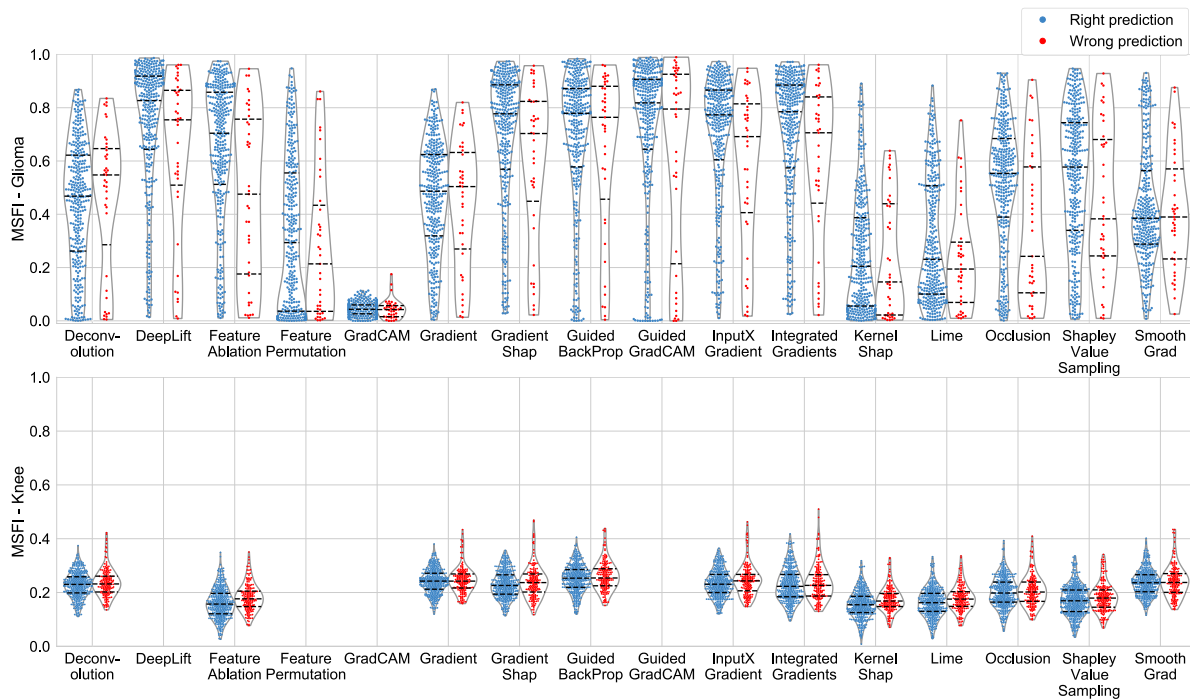 Right prediction
Wrong prediction
MSFI - Glioma
1.0
0.8
0.6
0.4
0.2
0.0
Deconv-
olution
DeepLift
Feature
Ablation
Feature
Permutation
GradCAM
Gradient
Gradient
Shap
Guided
BackProp
Guided
GradCAM
InputX
Gradient
Integrated
Gradients
Kernel
Shap
Lime
Occlusion
Shapley
Value
Sampling
Smooth
Grad
MSFI - Knee
1.0
0.8
0.6
0.4
0.2
0.0
Deconv-
olution
DeepLift
Feature
Ablation
Feature
Permutation
GradCAM
Gradient
Gradient
Shap
Guided
BackProp
Guided
GradCAM
InputX
Gradient
Integrated
Gradients
Kernel
Shap
Lime
Occlusion
Shapley
Value
Sampling
Smooth
Grad